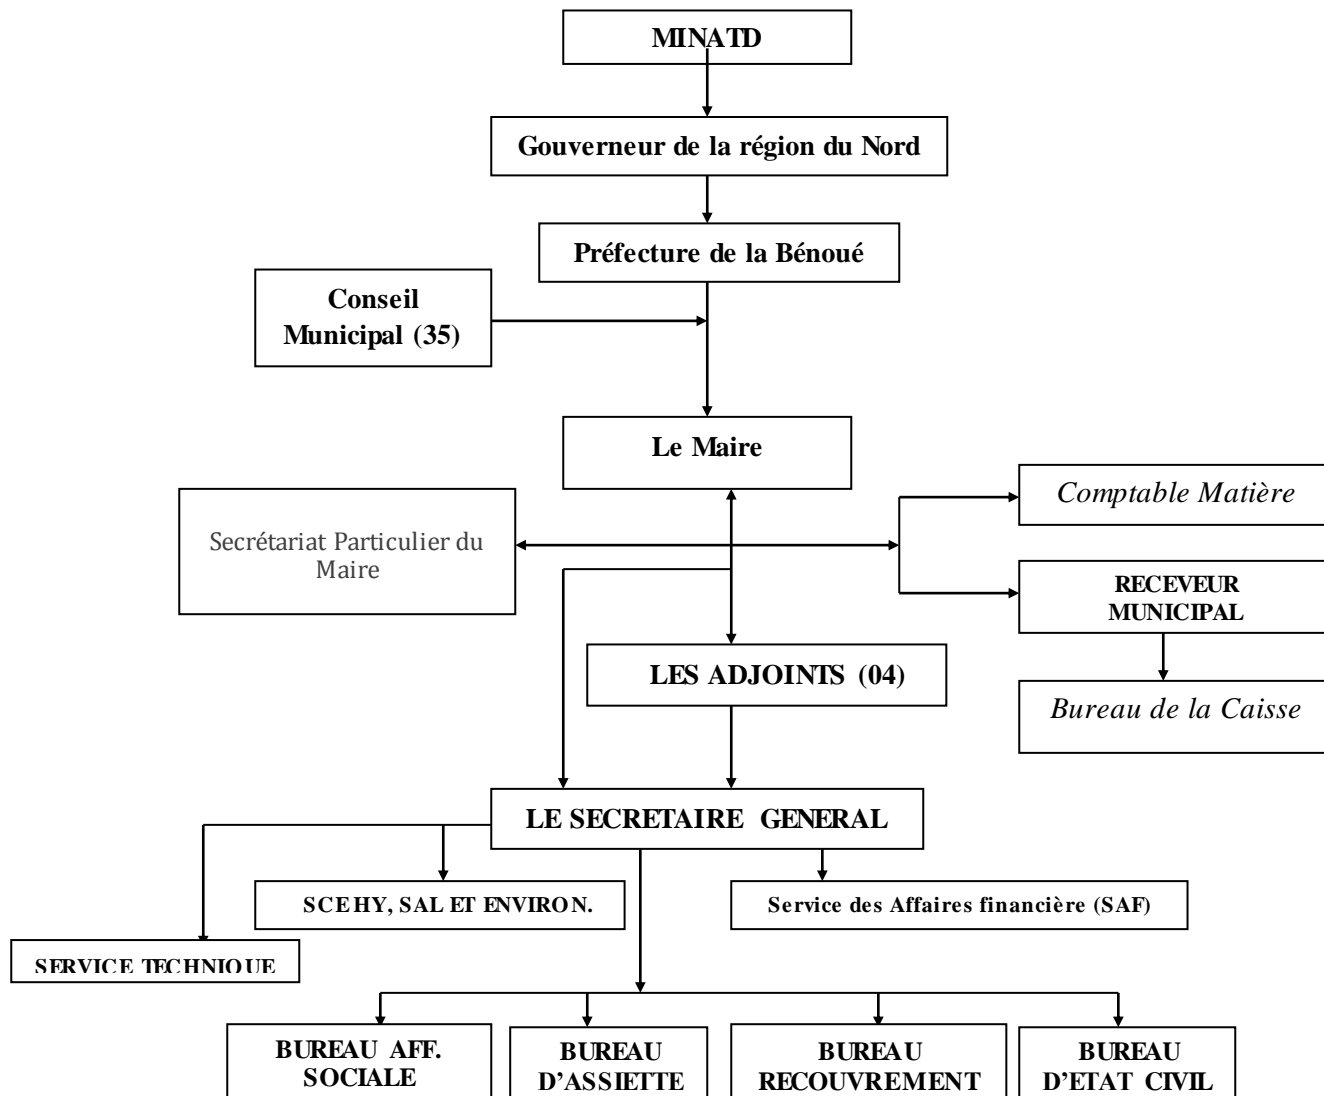 MINATD
Gouverneur de la région du Nord
Préfecture de la Bénoué
Conseil
Municipal (35)
Le Maire
Secrétariat Particulier du
Maire
Comptable Matière
RECEVEUR
MUNICIPAL
LES ADJOINTS (04)
Bureau de la Caisse
LE SECRETAIRE GENERAL
SCEHY, SAL ET ENVIRON.
Service des Affaires financière (SAF)
SERVICE TECHNIQUE
BUREAU AFF.
SOCIALE
BUREAU
D'ASSIETTE
BUREAU
RECOUVREMENT
BUREAU
D'ETAT CIVIL